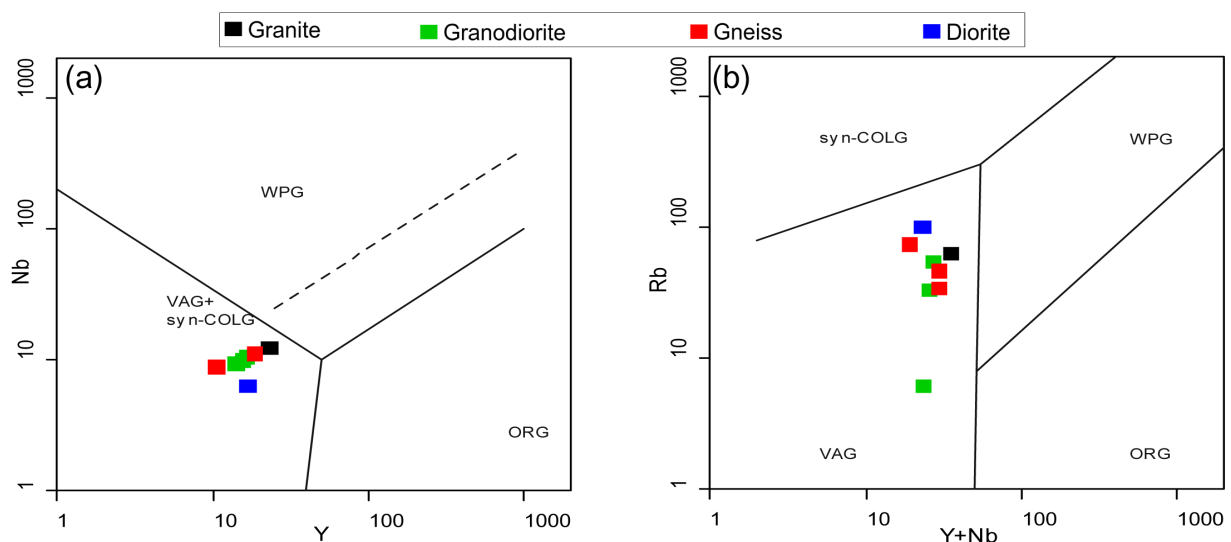 Granite Granodiorite Gneiss Diorite
(a)
1000
100
10
1
Nb
WPG
VAG+
syn-COLG
ORG
1 10 100 1000
Y
(b)
1000
100
10
1
Rb
syn-COLG
WPG
VAG
ORG
1 10 100 1000
Y+Nb